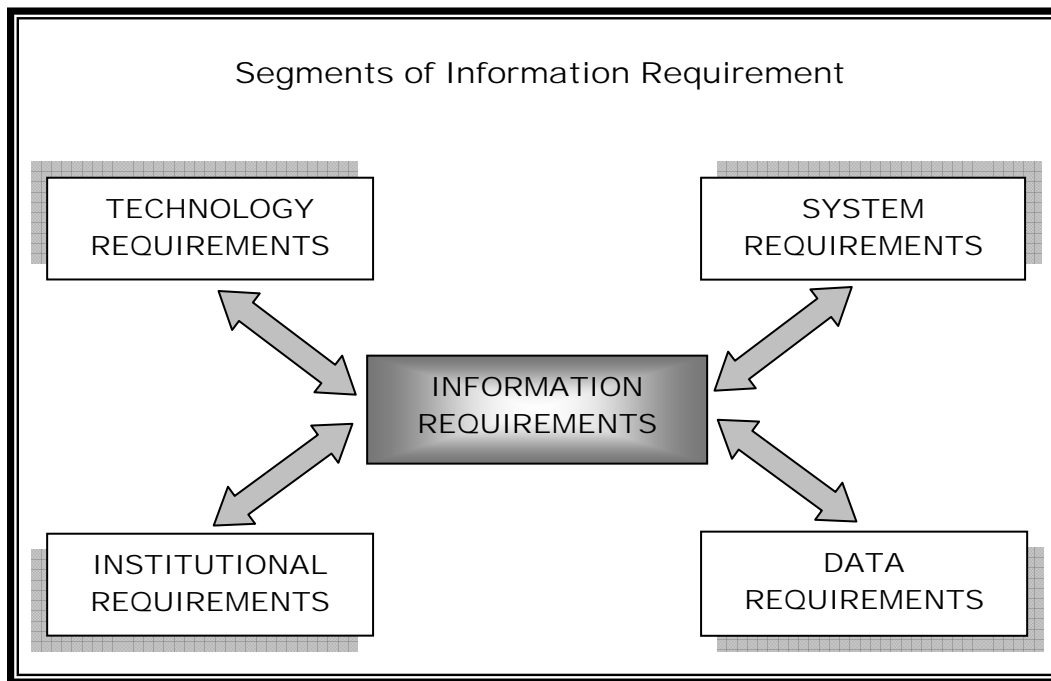 Segments of Information Requirement
TECHNOLOGY
REQUIREMENTS
SYSTEM
REQUIREMENTS
INFORMATION
REQUIREMENTS
INSTITUTIONAL
REQUIREMENTS
DATA
REQUIREMENTS